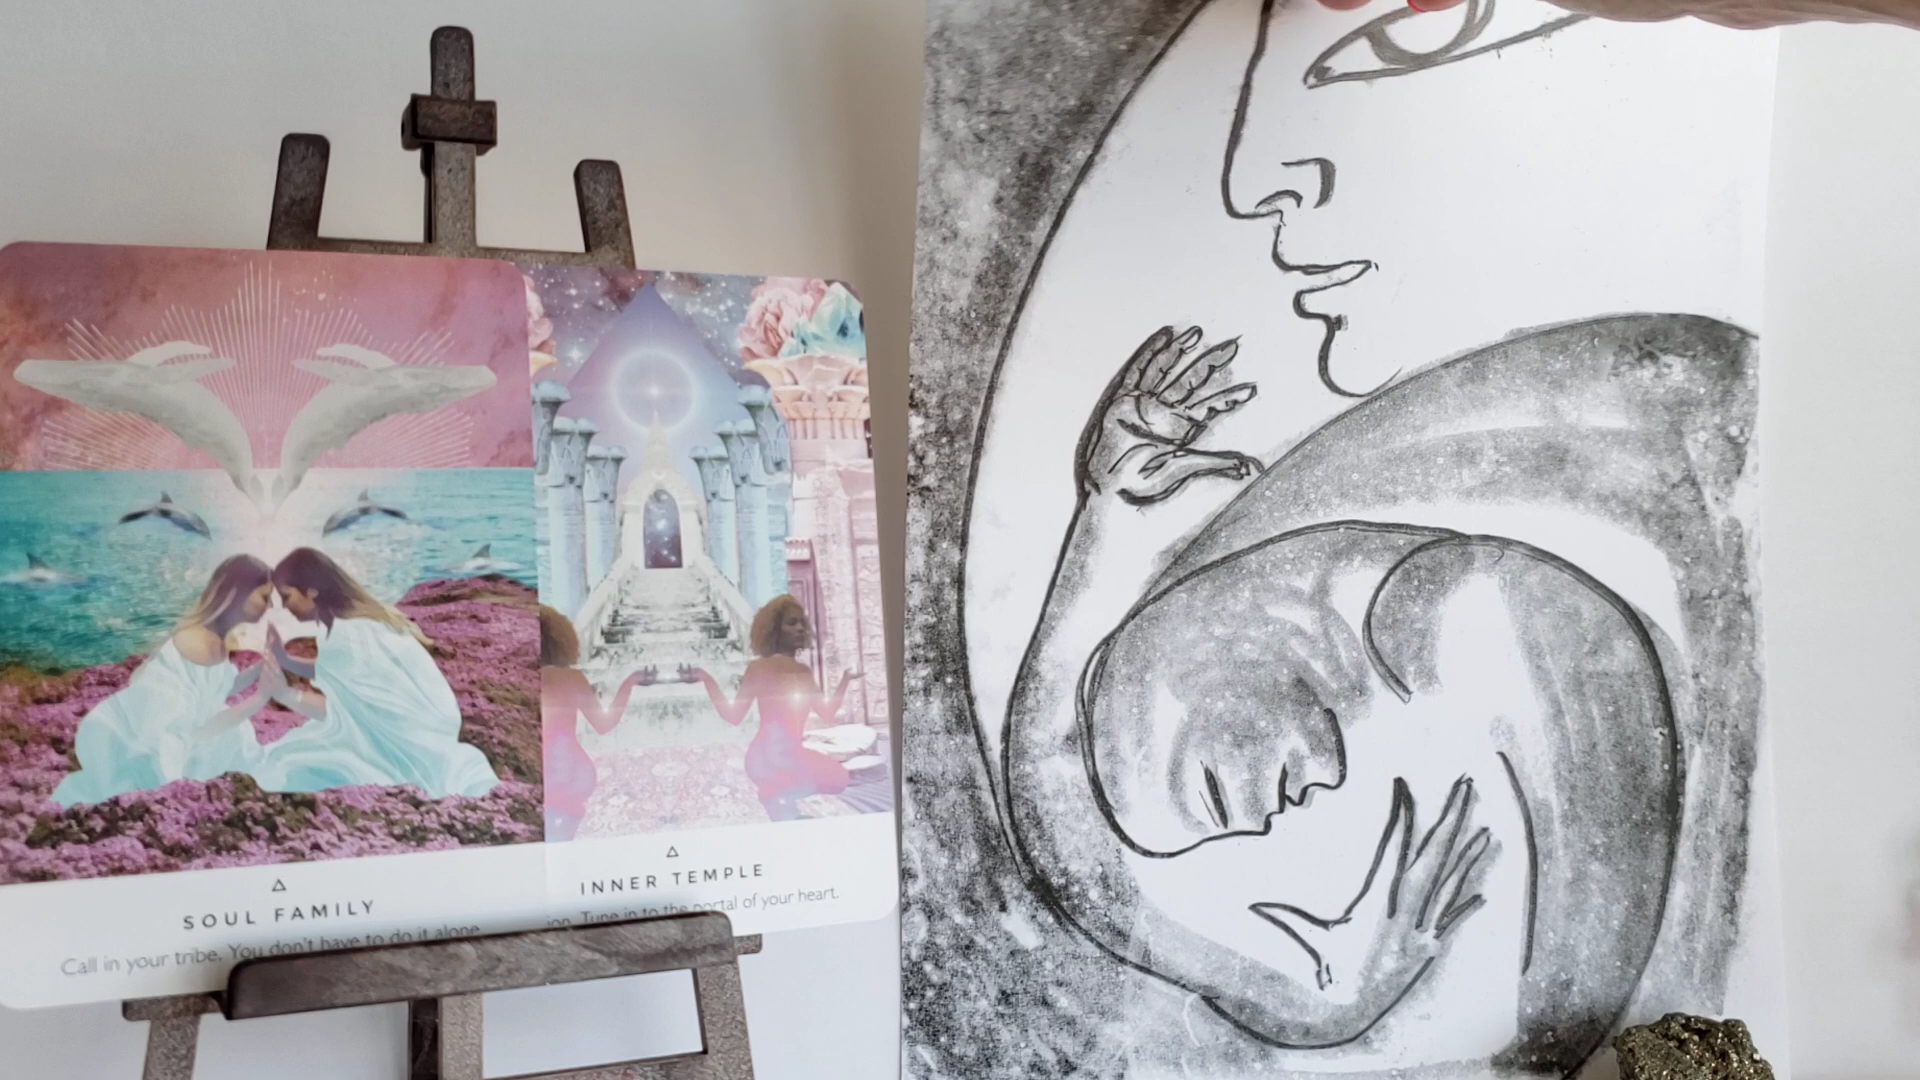 SOUL FAMILY
Call in your tribe. You don't have to do it alone.
INNER TEMPLE
Tune in to the portal of your heart.